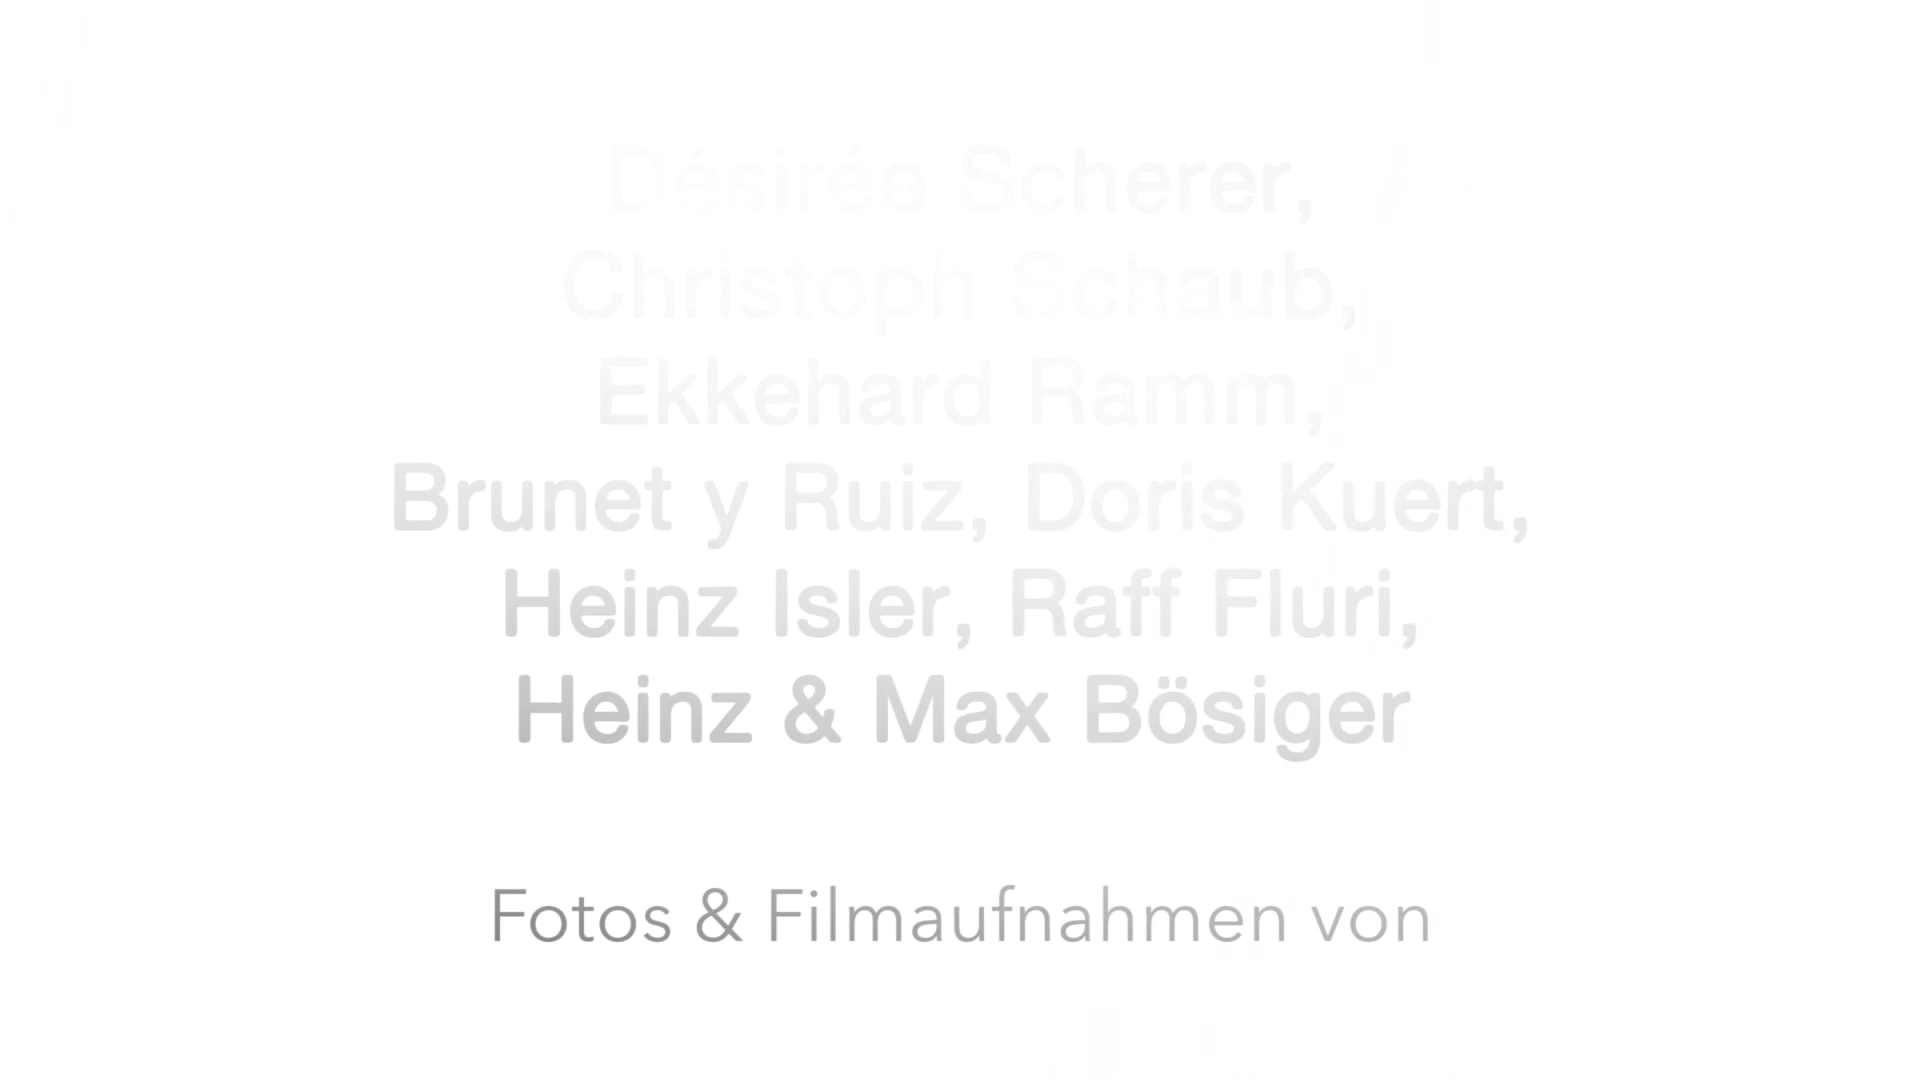 Désirée Scherer,
Christoph Schaub,
Ekkehard Ramm,
Brunet y Ruiz, Doris Kuert,
Heinz Isler, Raff Fluri,
Heinz & Max Bösiger
Fotos & Filmaufnahmen von